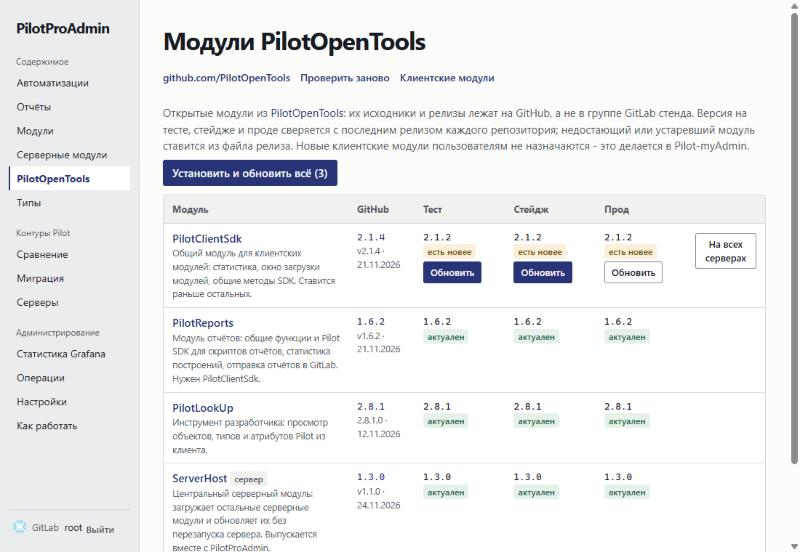 PilotProAdmin
Содержимое
Автоматизации
Отчёты
Модули
Серверные модули
PilotOpenTools
Типы
Контуры Pilot
Сравнение
Миграция
Серверы
Администрирование
Статистика Grafana
Операции
Настройки
Как работать
GitLab root Выйти
Модули PilotOpenTools
github.com/PilotOpenTools Проверить заново Клиентские модули
Открытые модули из PilotOpenTools: их исходники и релизы лежат на GitHub, а не в группе GitLab стенда. Версия на
тесте, стейдже и проде сверяется с последним релизом каждого репозитория; недостающий или устаревший модуль
ставится из файла релиза. Новые клиентские модули пользователям не назначаются - это делается в Pilot-myAdmin.
Установить и обновить всё (3)
Модуль GitHub Тест Стейдж Прод
PilotClientSdk
Общий модуль для клиентских
модулей: статистика, окно загрузки
модулей, общие методы SDK. Ставится
раньше остальных.
2.1.4
v2.1.4 ·
21.11.2026
2.1.2
есть новее
Обновить
2.1.2
есть новее
Обновить
2.1.2
есть новее
Обновить
На всех
серверах
PilotReports
Модуль отчётов: общие функции и Pilot
SDK для скриптов отчётов, статистика
построений, отправка отчётов в GitLab.
Нужен PilotClientSdk.
1.6.2
v1.6.2 ·
21.11.2026
1.6.2
актуален
1.6.2
актуален
1.6.2
актуален
PilotLookUp
Инструмент разработчика: просмотр
объектов, типов и атрибутов Pilot из
клиента.
2.8.1
2.8.1.0 ·
12.11.2026
2.8.1
актуален
2.8.1
актуален
2.8.1
актуален
ServerHost сервер
Центральный серверный модуль:
загружает остальные серверные
модули и обновляет их без
перезапуска сервера. Выпускается
вместе с PilotProAdmin.
1.3.0
v1.1.0 ·
24.11.2026
1.3.0
актуален
1.3.0
актуален
1.3.0
актуален